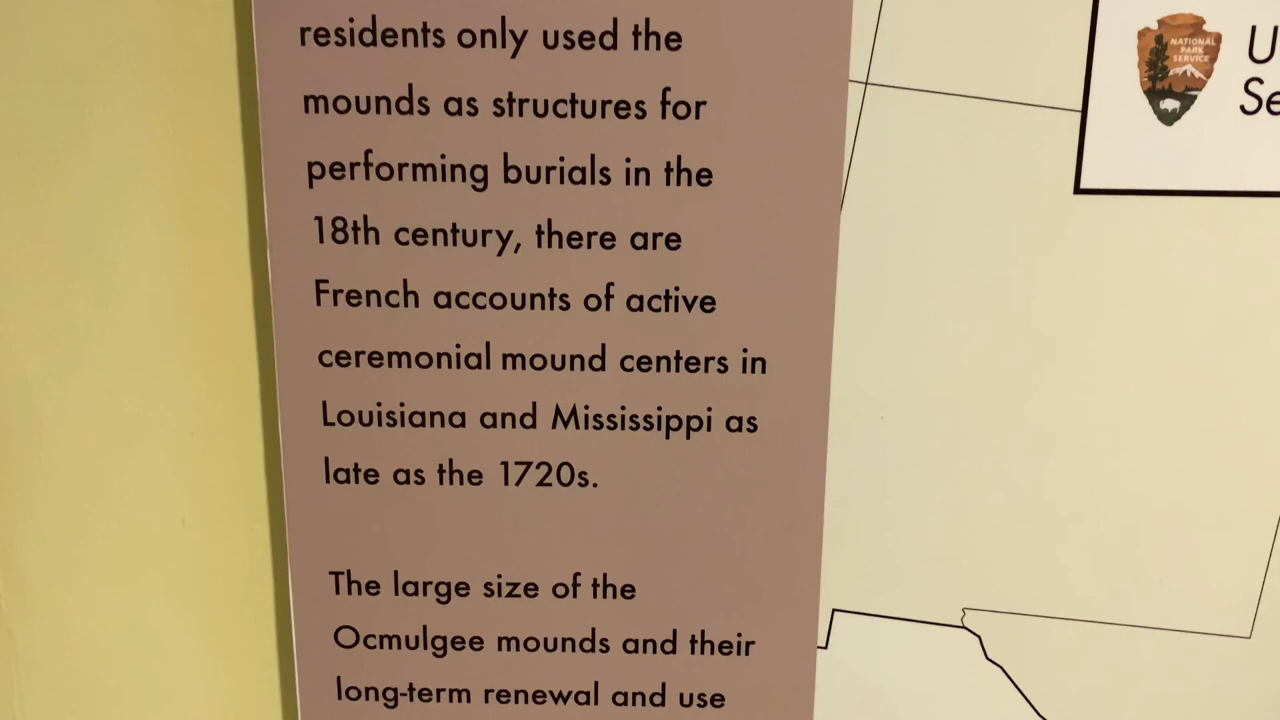 residents only used the
mounds as structures for
performing burials in the
18th century, there are
French accounts of active
ceremonial mound centers in
Louisiana and Mississippi as
late as the 1720s.
The large size of the
Ocmulgee mounds and their
long-term renewal and use
NATIONAL
PARK
SERVICE
U
Se